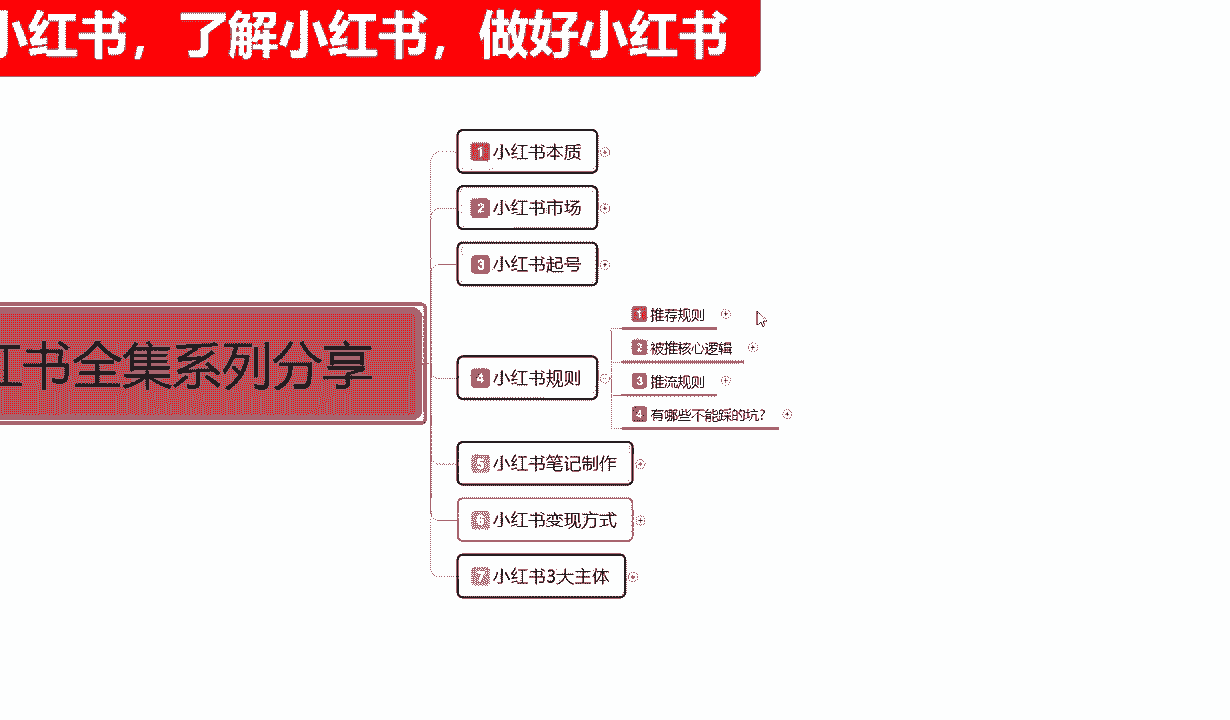 小红书，了解小红书，做好小红书
1 小红书本质
2 小红书市场
3 小红书起号
1 推荐规则
2 被推核心逻辑
红书全集系列分享
4 小红书规则
3 推流规则
4 有哪些不能踩的坑？
5 小红书笔记制作
6 小红书变现方式
7 小红书3大主体